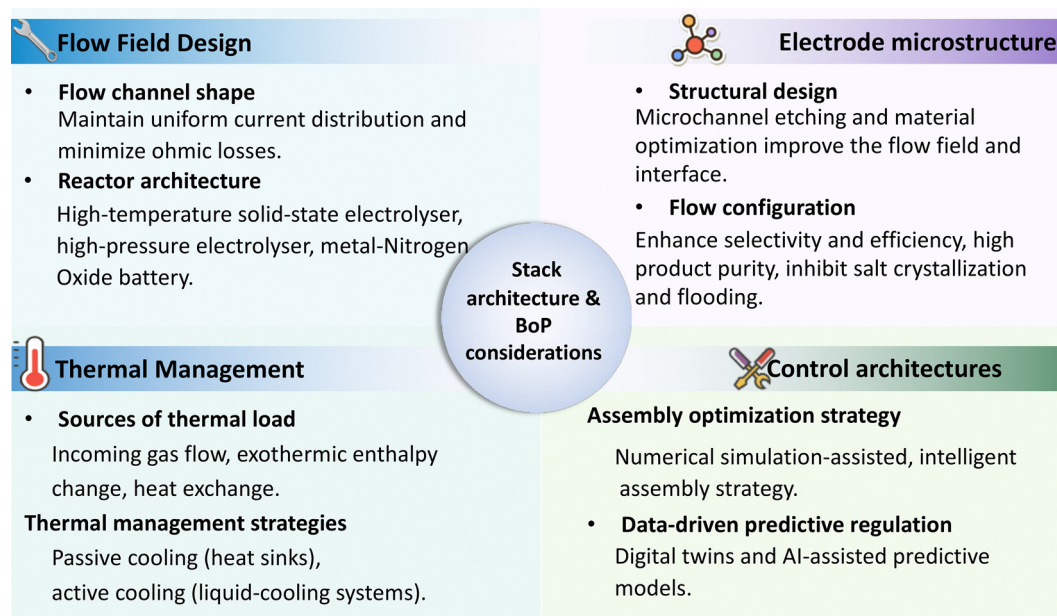 Flow Field Design
• Flow channel shape
Maintain uniform current distribution and
minimize ohmic losses.
• Reactor architecture
High-temperature solid-state electrolyser,
high-pressure electrolyser, metal-Nitrogen
Oxide battery.
Electrode microstructure
• Structural design
Microchannel etching and material
optimization improve the flow field and
interface.
• Flow configuration
Enhance selectivity and efficiency, high
product purity, inhibit salt crystallization
and flooding.
Stack
architecture &
BoP
considerations
Thermal Management
• Sources of thermal load
Incoming gas flow, exothermic enthalpy
change, heat exchange.
Thermal management strategies
Passive cooling (heat sinks),
active cooling (liquid-cooling systems).
Control architectures
Assembly optimization strategy
Numerical simulation-assisted, intelligent
assembly strategy.
• Data-driven predictive regulation
Digital twins and AI-assisted predictive
models.